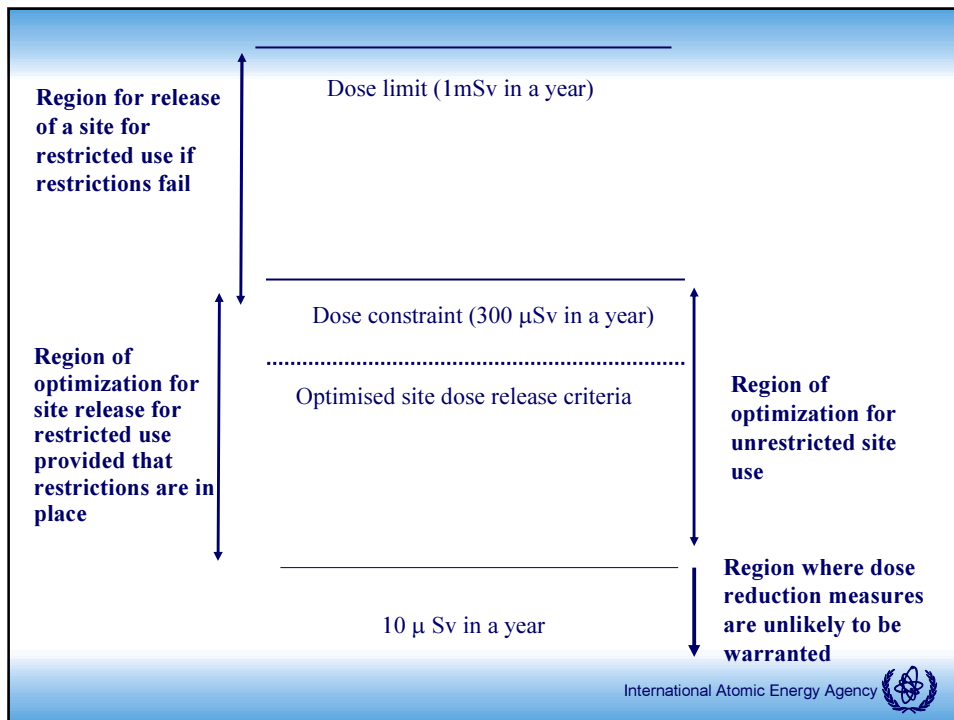 Dose limit (1mSv in a year)
Region for release
of a site for
restricted use if
restrictions fail
Dose constraint (300 μSv in a year)
Region of
optimization for
site release for
restricted use
provided that
restrictions are in
place
Optimised site dose release criteria
Region of
optimization for
unrestricted site
use
Region where dose
reduction measures
are unlikely to be
warranted
10 μ Sv in a year
International Atomic Energy Agency